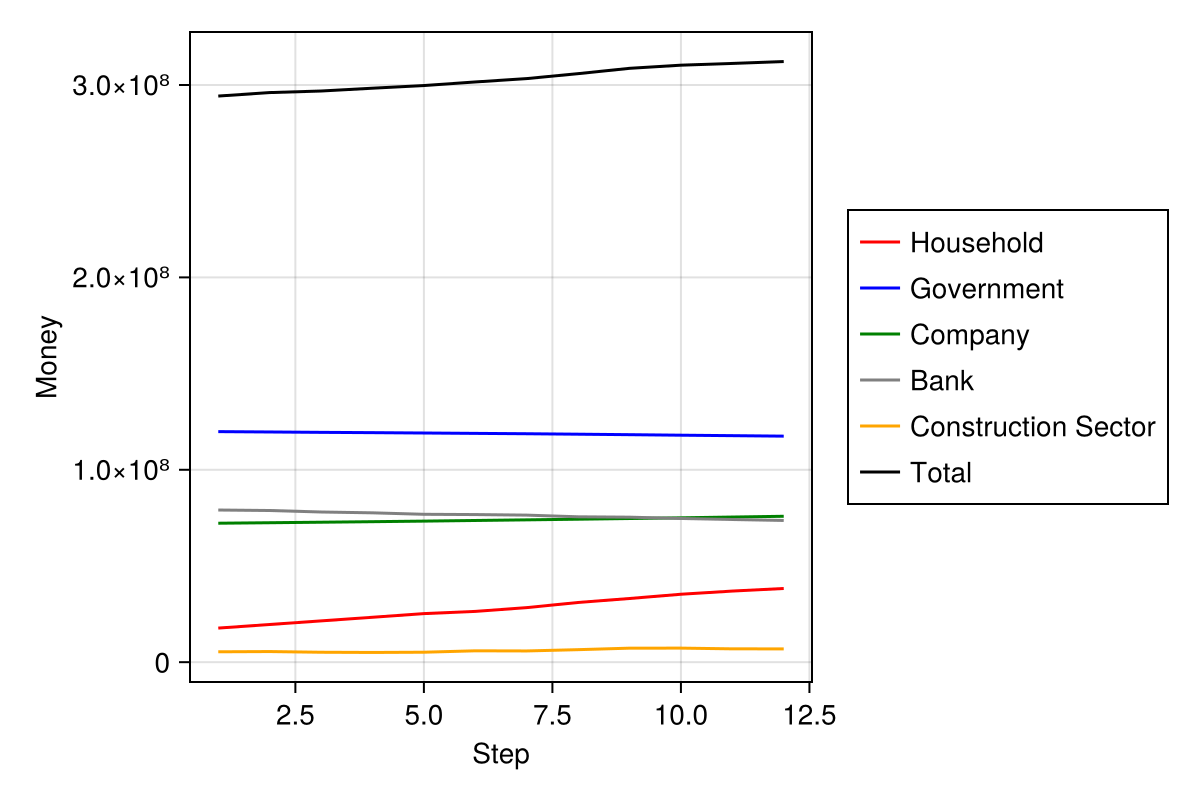 3.0×10⁸
2.0×10⁸
1.0×10⁸
0
Money
2.5 5.0 7.5 10.0 12.5
Step
Household
Government
Company
Bank
Construction Sector
Total